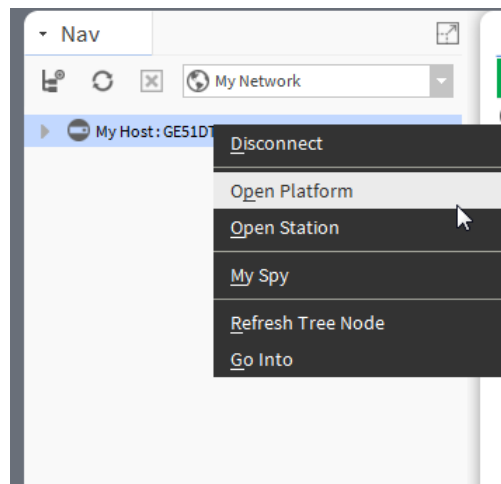 Nav
My Network
My Host : GE51DT
Disconnect
Open Platform
Open Station
My Spy
Refresh Tree Node
Go Into